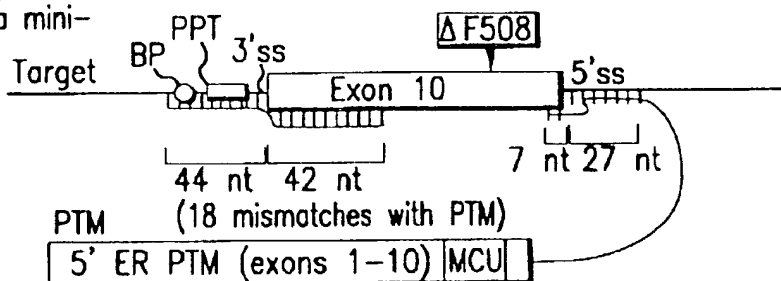 a mini-
PPT
ΔF508
BP
3'ss
Target
Exon 10
5'ss
7 nt
27 nt
44 nt
42 nt
PTM
(18 mismatches with PTM)
5' ER PTM (exons 1-10)
MCU